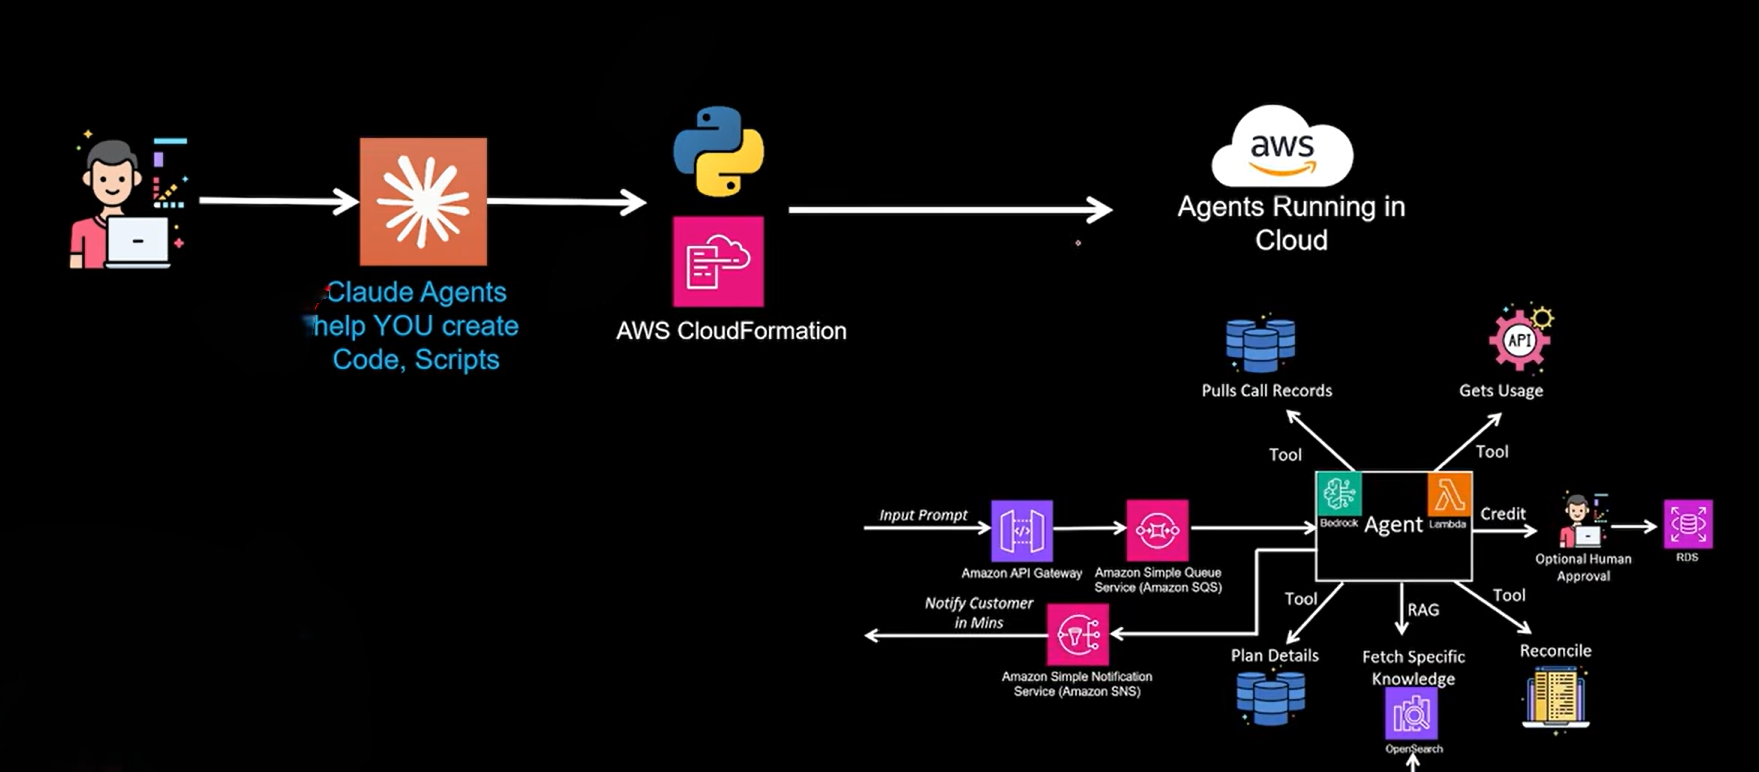 aws
Agents Running in
Cloud
Claude Agents
help YOU create
Code, Scripts
AWS CloudFormation
API
Pulls Call Records
Gets Usage
Tool
Tool
Input Prompt
Amazon API Gateway
Amazon Simple Queue
Service (Amazon SQS)
Bedrock
Agent
Lambda
Credit
Optional Human
Approval
RDS
Notify Customer
in Mins
Amazon Simple Notification
Service (Amazon SNS)
Tool
RAG
Tool
Plan Details
Fetch Specific
Knowledge
Reconcile
OpenSearch